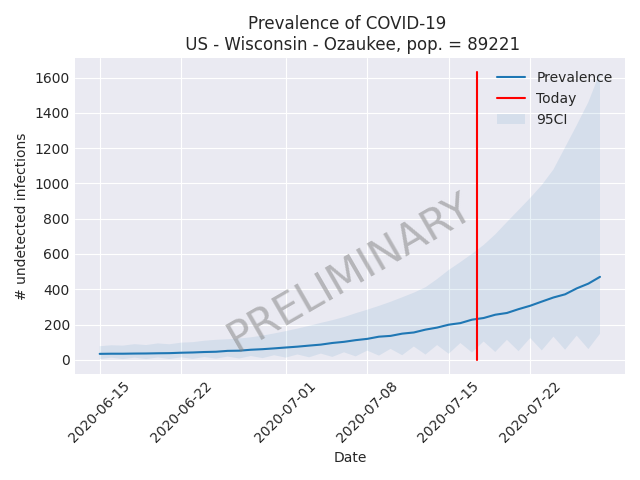 Prevalence of COVID-19
US - Wisconsin - Ozaukee, pop. = 89221
1600
1400
1200
1000
800
600
400
200
0
# undetected infections
Prevalence
Today
95CI
PRELIMINARY
2020-06-15
2020-06-22
2020-07-01
2020-07-08
2020-07-15
2020-07-22
Date